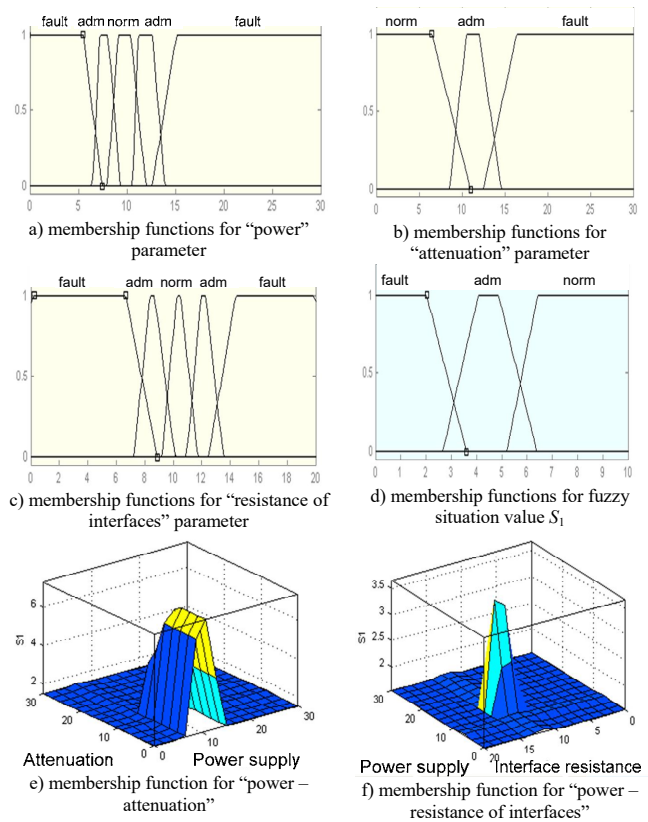 fault adm norm adm fault
1
0.5
0
0 5 10 15 20 25 30
a) membership functions for “power”
parameter
norm adm fault
1
0.5
0
0 5 10 15 20 25 30
b) membership functions for
“attenuation” parameter
fault adm norm adm fault
1
0.5
0
0 2 4 6 8 10 12 14 16 18 20
c) membership functions for “resistance of
interfaces” parameter
fault adm norm
1
0.5
0
0 1 2 3 4 5 6 7 8 9 10
d) membership functions for fuzzy
situation value S1
S1
6
4
2
30
20
10
0
0
10
20
30
Attenuation Power supply
e) membership function for “power –
attenuation”
S1
3.5
3
2.5
2
30
20
10
0
20
15
10
5
0
Power supply Interface resistance
f) membership function for “power –
resistance of interfaces”